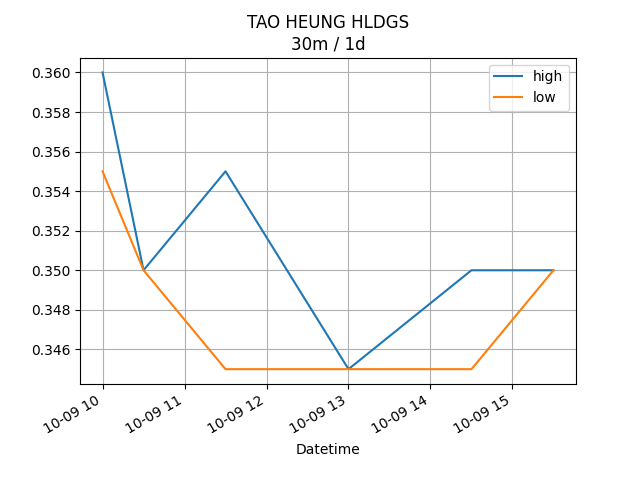 TAO HEUNG HLDGS
30m / 1d
high
low
0.360
0.358
0.356
0.354
0.352
0.350
0.348
0.346
10-09 10
10-09 11
10-09 12
10-09 13
10-09 14
10-09 15
Datetime